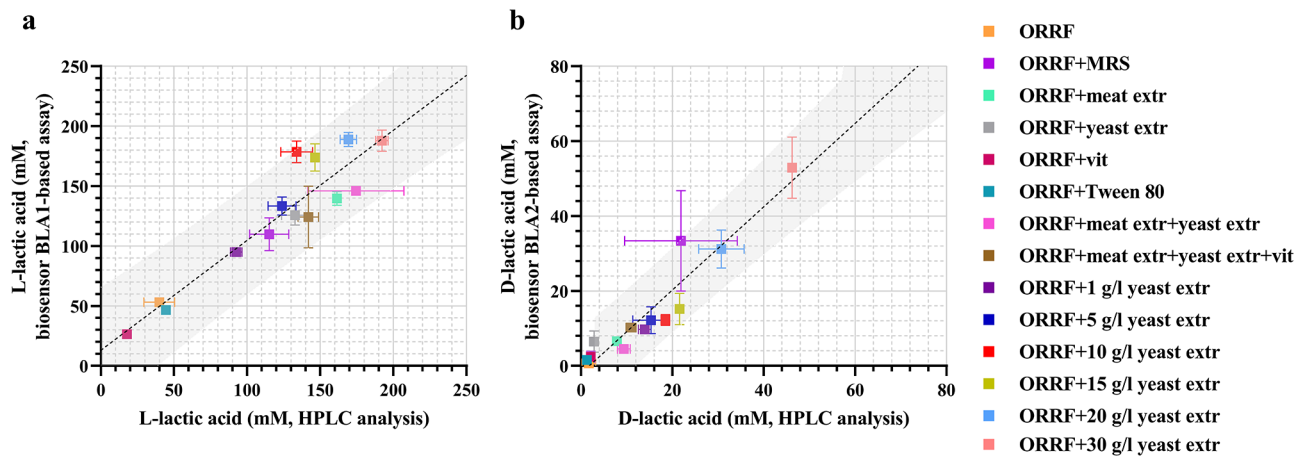 a
L-lactic acid (mM,
biosensor BLA1-based assay)
250
200
150
100
50
0
0 50 100 150 200 250
L-lactic acid (mM, HPLC analysis)
b
D-lactic acid (mM,
biosensor BLA2-based assay)
80
60
40
20
0
0 20 40 60 80
D-lactic acid (mM, HPLC analysis)
ORRF
ORRF+MRS
ORRF+meat extr
ORRF+yeast extr
ORRF+vit
ORRF+Tween 80
ORRF+meat extr+yeast extr
ORRF+meat extr+yeast extr+vit
ORRF+1 g/l yeast extr
ORRF+5 g/l yeast extr
ORRF+10 g/l yeast extr
ORRF+15 g/l yeast extr
ORRF+20 g/l yeast extr
ORRF+30 g/l yeast extr